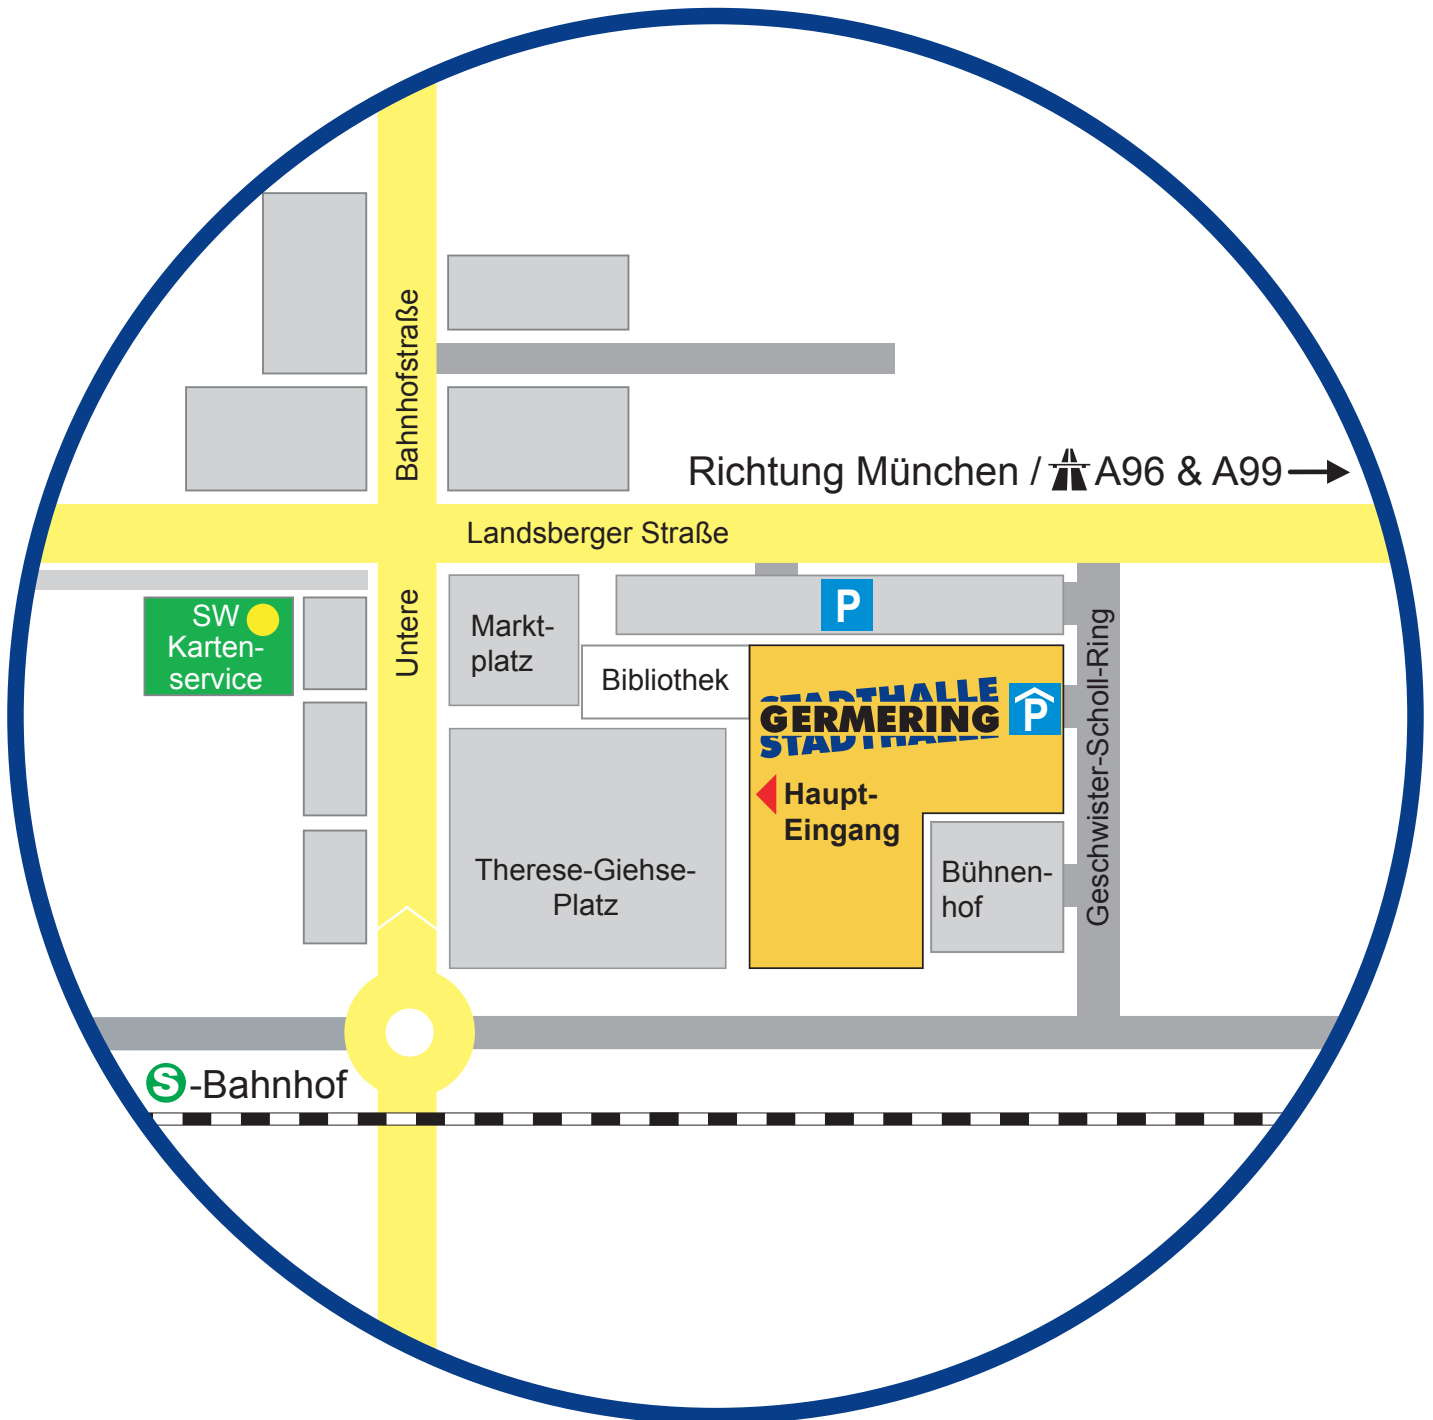 Bahnhofstraße
Richtung München / A96 & A99
Landsberger Straße
Untere
SW
Karten-
service
Markt-
platz
P
Bibliothek
STADTHALLE
GERMERING
STADTHALLE
P
Haupt-
Eingang
Geschwister-Scholl-Ring
Therese-Giehse-
Platz
Bühnen-
hof
S-Bahnhof